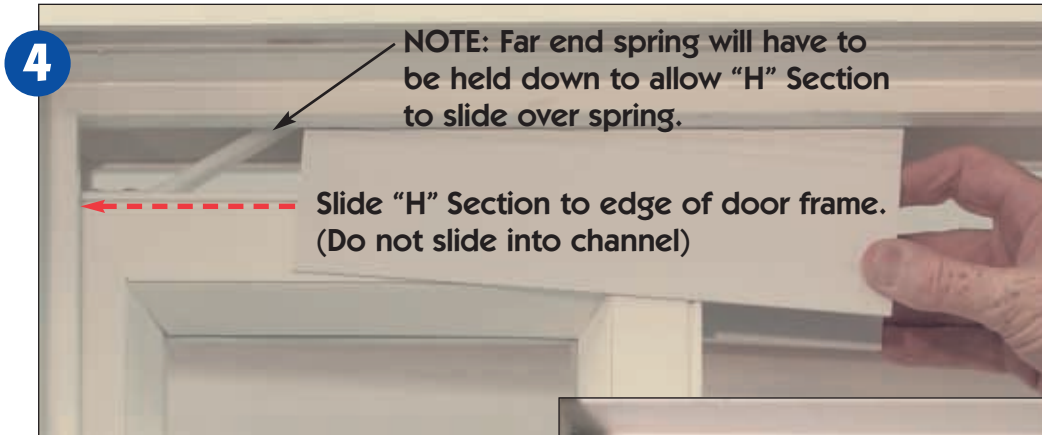 4
NOTE: Far end spring will have to
be held down to allow “H” Section
to slide over spring.
Slide “H” Section to edge of door frame.
(Do not slide into channel)